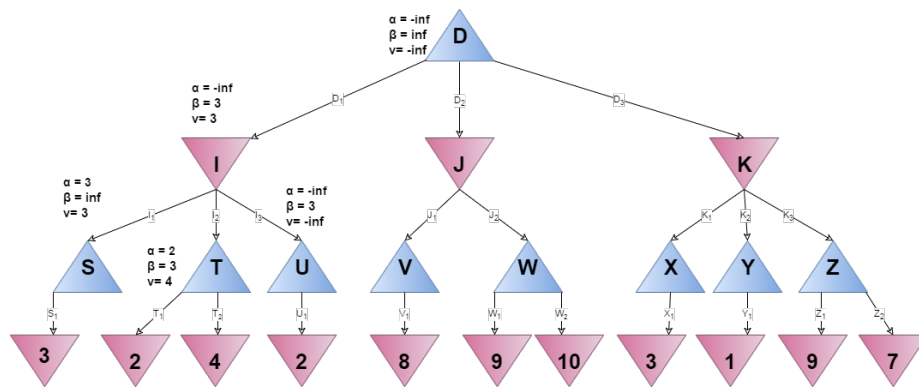 α = -inf
β = inf
v= -inf
D
α = -inf
β = 3
v= 3
D1
D2
D3
I
J
K
α = 3
β = inf
v= 3
α = -inf
β = 3
v= -inf
I1
I2
I3
J1
J2
K1
K2
K3
α = 2
β = 3
v= 4
S
T
U
V
W
X
Y
Z
S1
T1
T2
U1
V1
W1
W2
X1
Y1
Z1
Z2
3
2
4
2
8
9
10
3
1
9
7